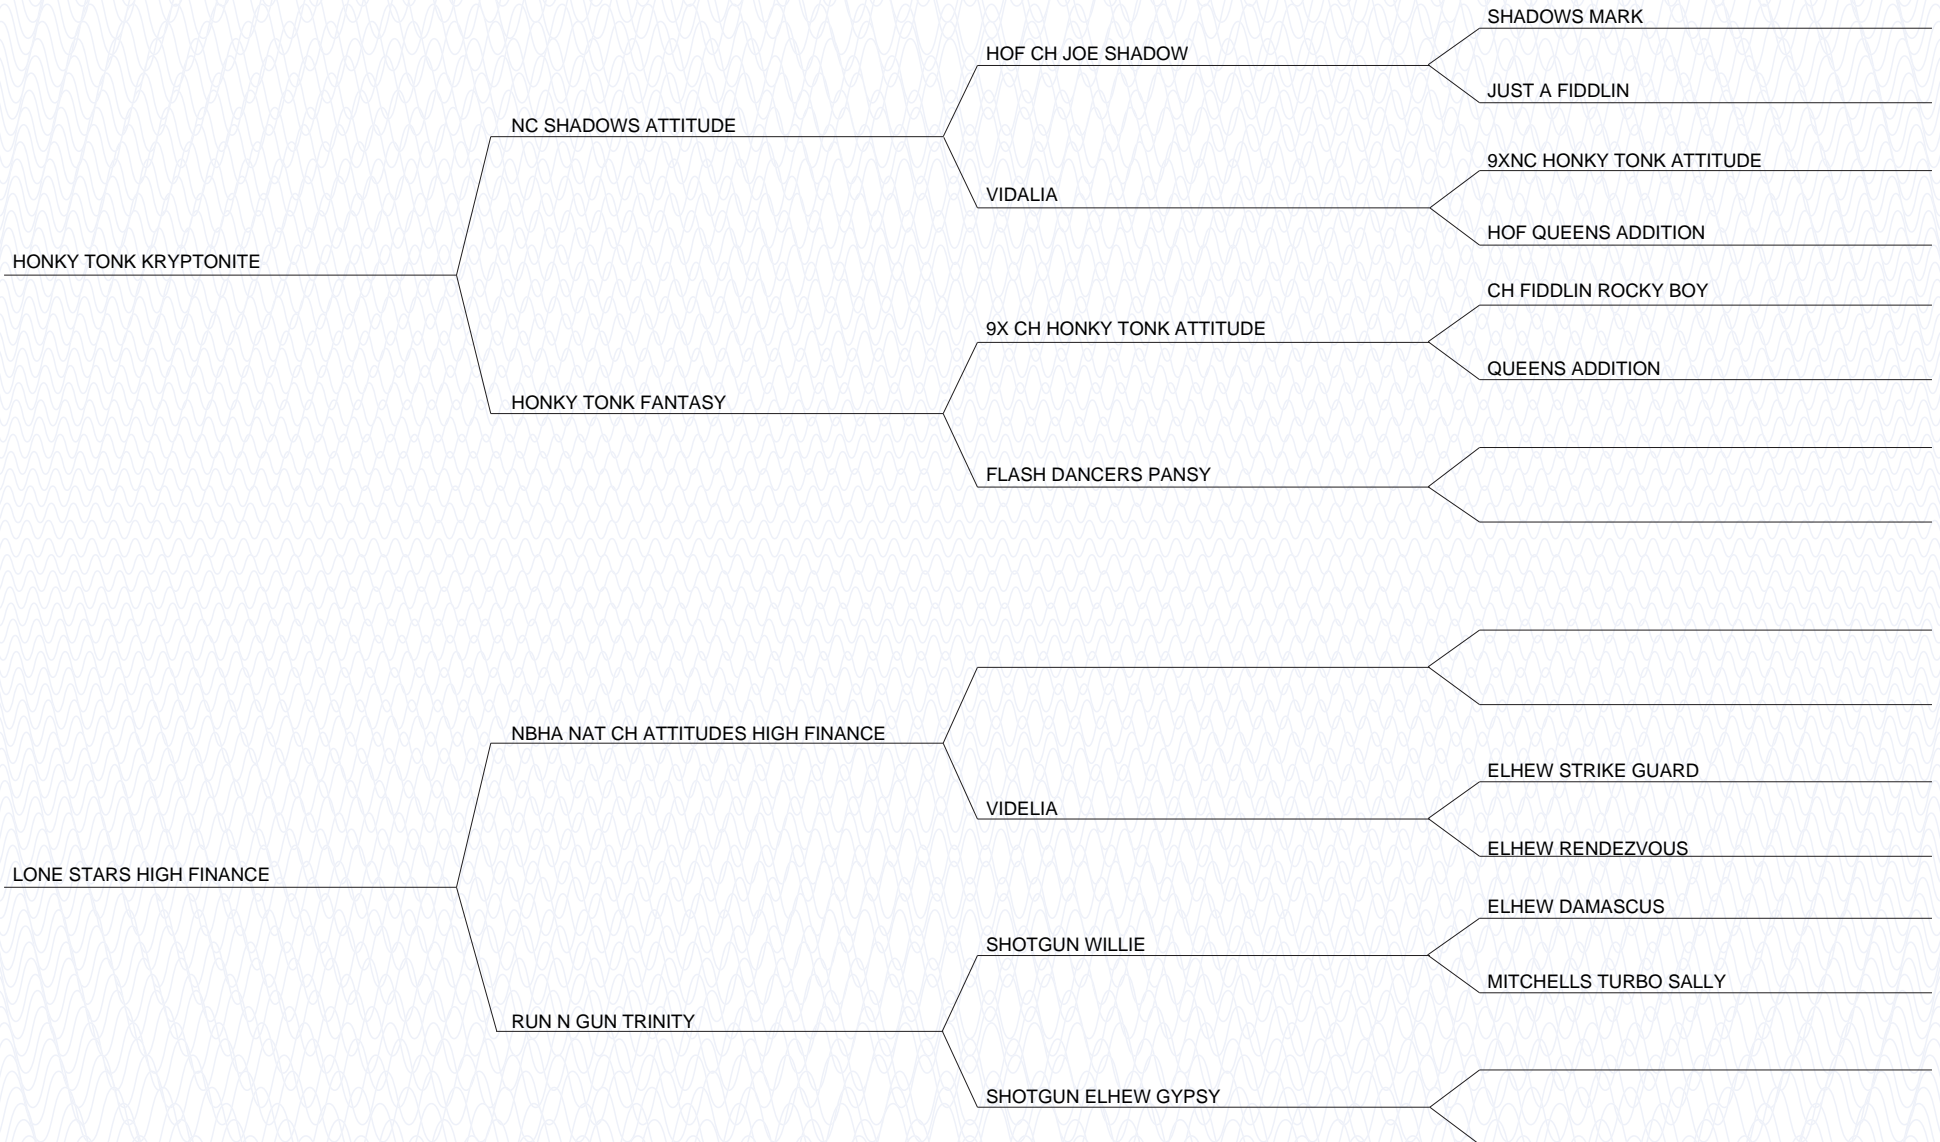 SHADOWS MARK
HOF CH JOE SHADOW
JUST A FIDDLIN
NC SHADOWS ATTITUDE
9XNC HONKY TONK ATTITUDE
VIDALIA
HOF QUEENS ADDITION
HONKY TONK KRYPTONITE
CH FIDDLIN ROCKY BOY
9X CH HONKY TONK ATTITUDE
QUEENS ADDITION
HONKY TONK FANTASY
FLASH DANCERS PANSY
NBHA NAT CH ATTITUDES HIGH FINANCE
ELHEW STRIKE GUARD
VIDELIA
ELHEW RENDEZVOUS
LONE STARS HIGH FINANCE
ELHEW DAMASCUS
SHOTGUN WILLIE
MITCHELLS TURBO SALLY
RUN N GUN TRINITY
SHOTGUN ELHEW GYPSY